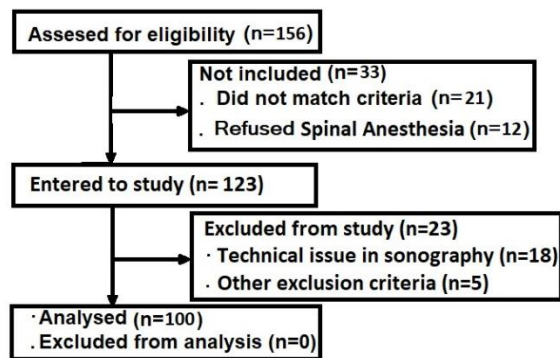 Assesed for eligibility (n=156)
Not included (n=33)
. Did not match criteria (n=21)
. Refused Spinal Anesthesia (n=12)
Entered to study (n= 123)
Excluded from study (n=23)
· Technical issue in sonography (n=18)
· Other exclusion criteria (n=5)
· Analysed (n=100)
. Excluded from analysis (n=0)